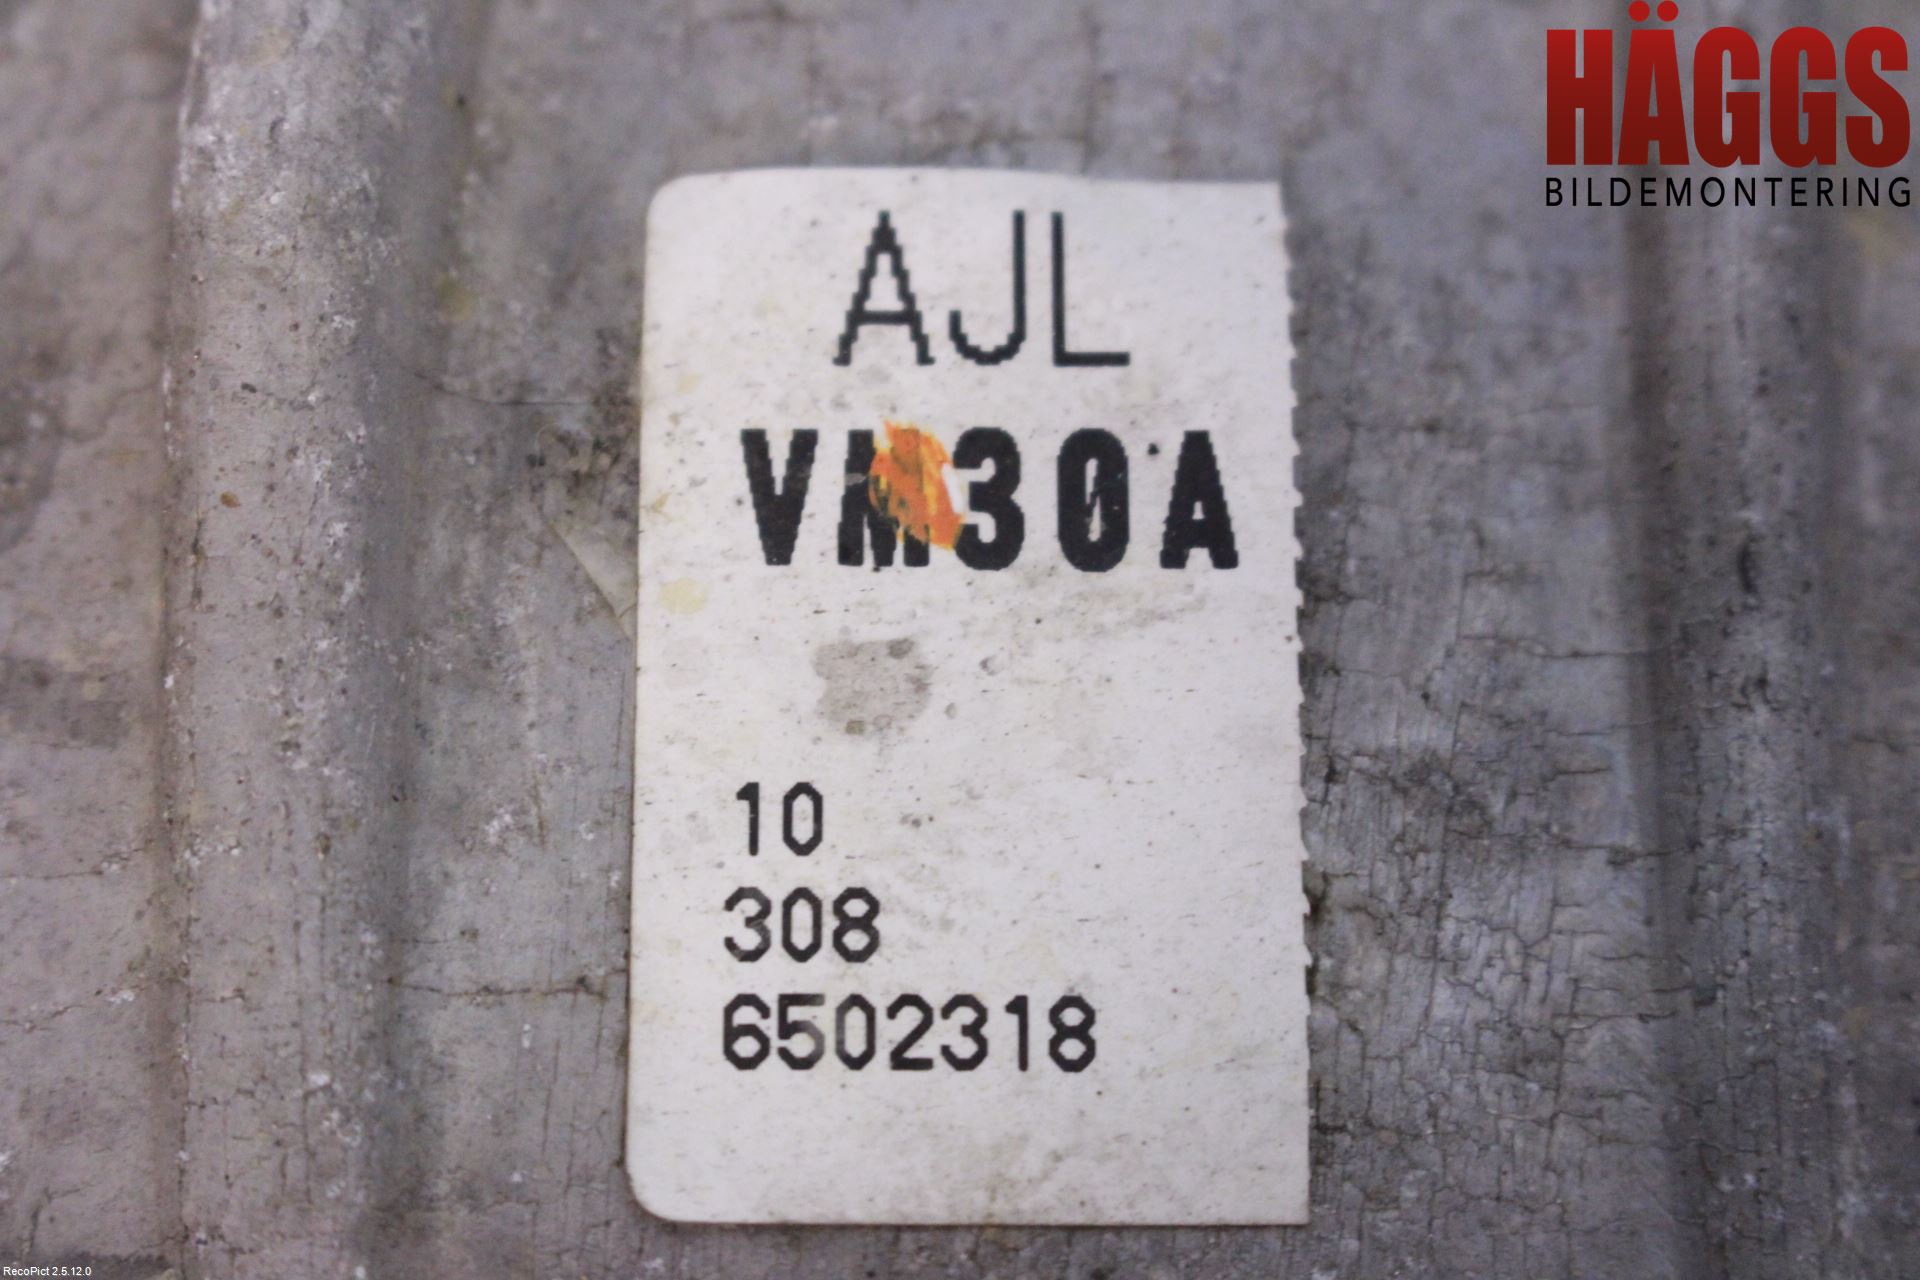 HÄGGS
BILDEMONTERING
AJL
VM30A
10
308
6502318
RecoPict 2.5.12.0